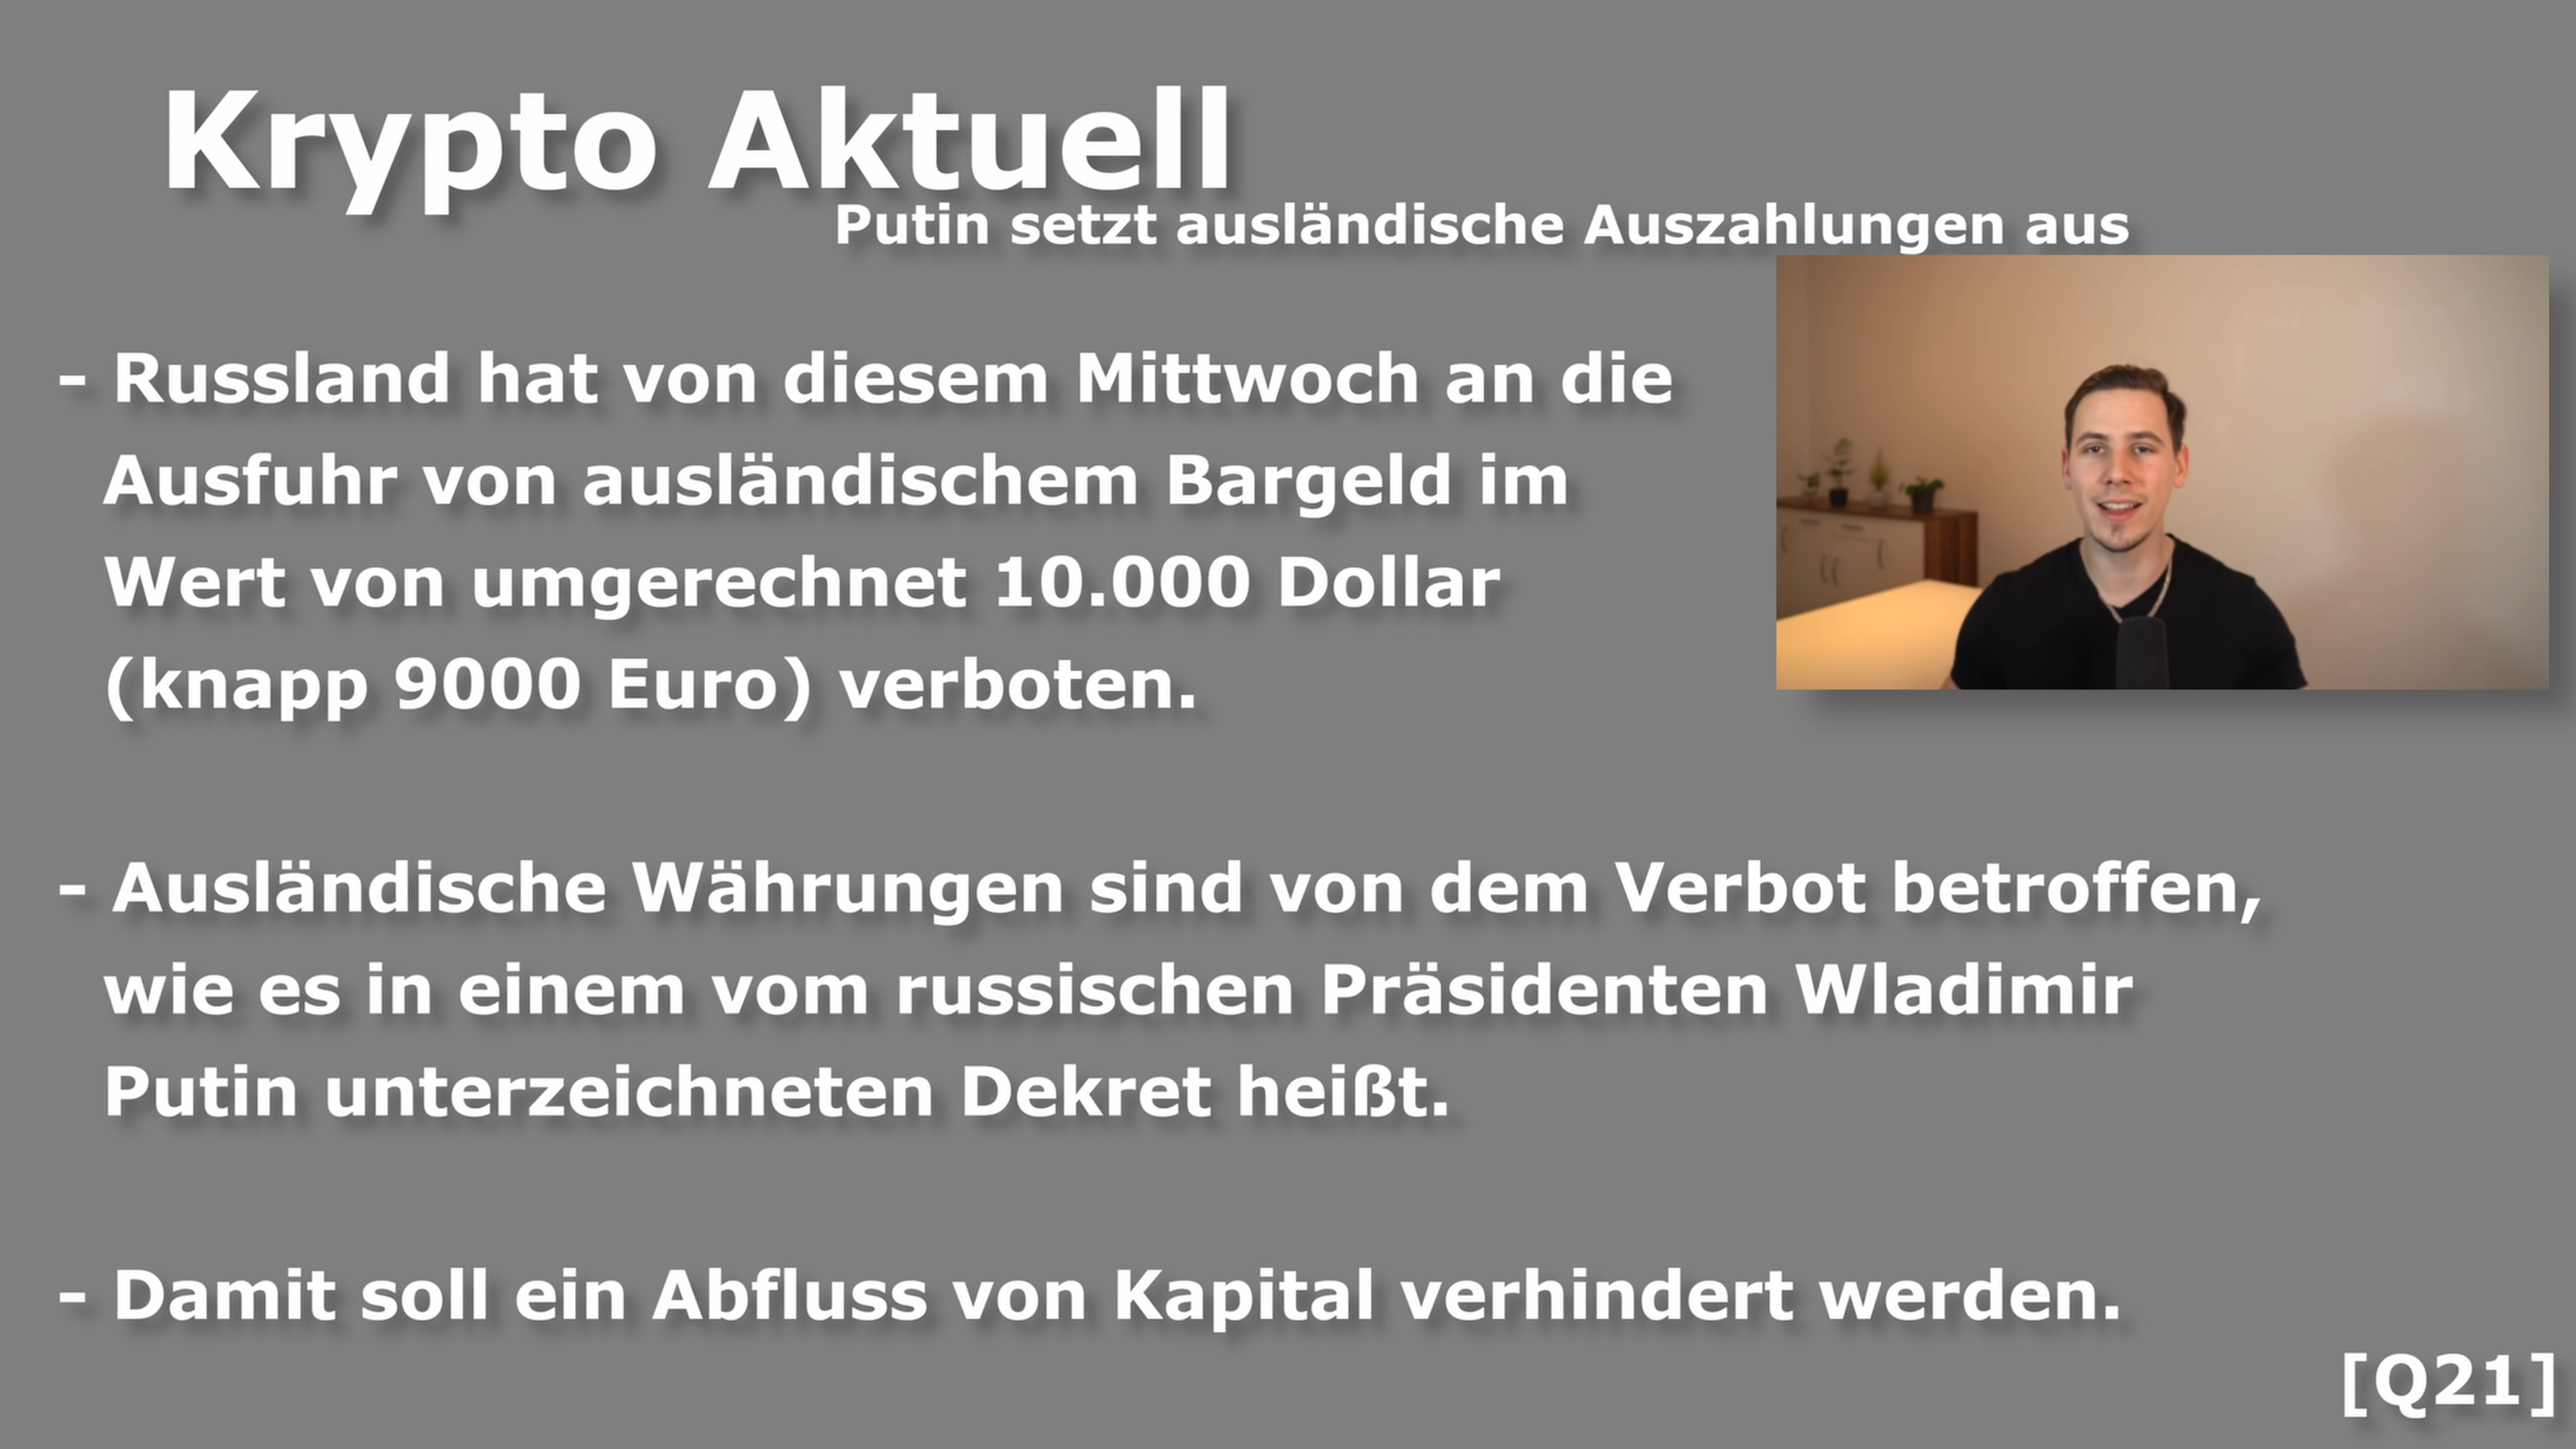 Krypto Aktuell
Putin setzt ausländische Auszahlungen aus
- Russland hat von diesem Mittwoch an die
Ausfuhr von ausländischem Bargeld im
Wert von umgerechnet 10.000 Dollar
(knapp 9000 Euro) verboten.
- Ausländische Währungen sind von dem Verbot betroffen,
wie es in einem vom russischen Präsidenten Wladimir
Putin unterzeichneten Dekret heißt.
- Damit soll ein Abfluss von Kapital verhindert werden.
[Q21]